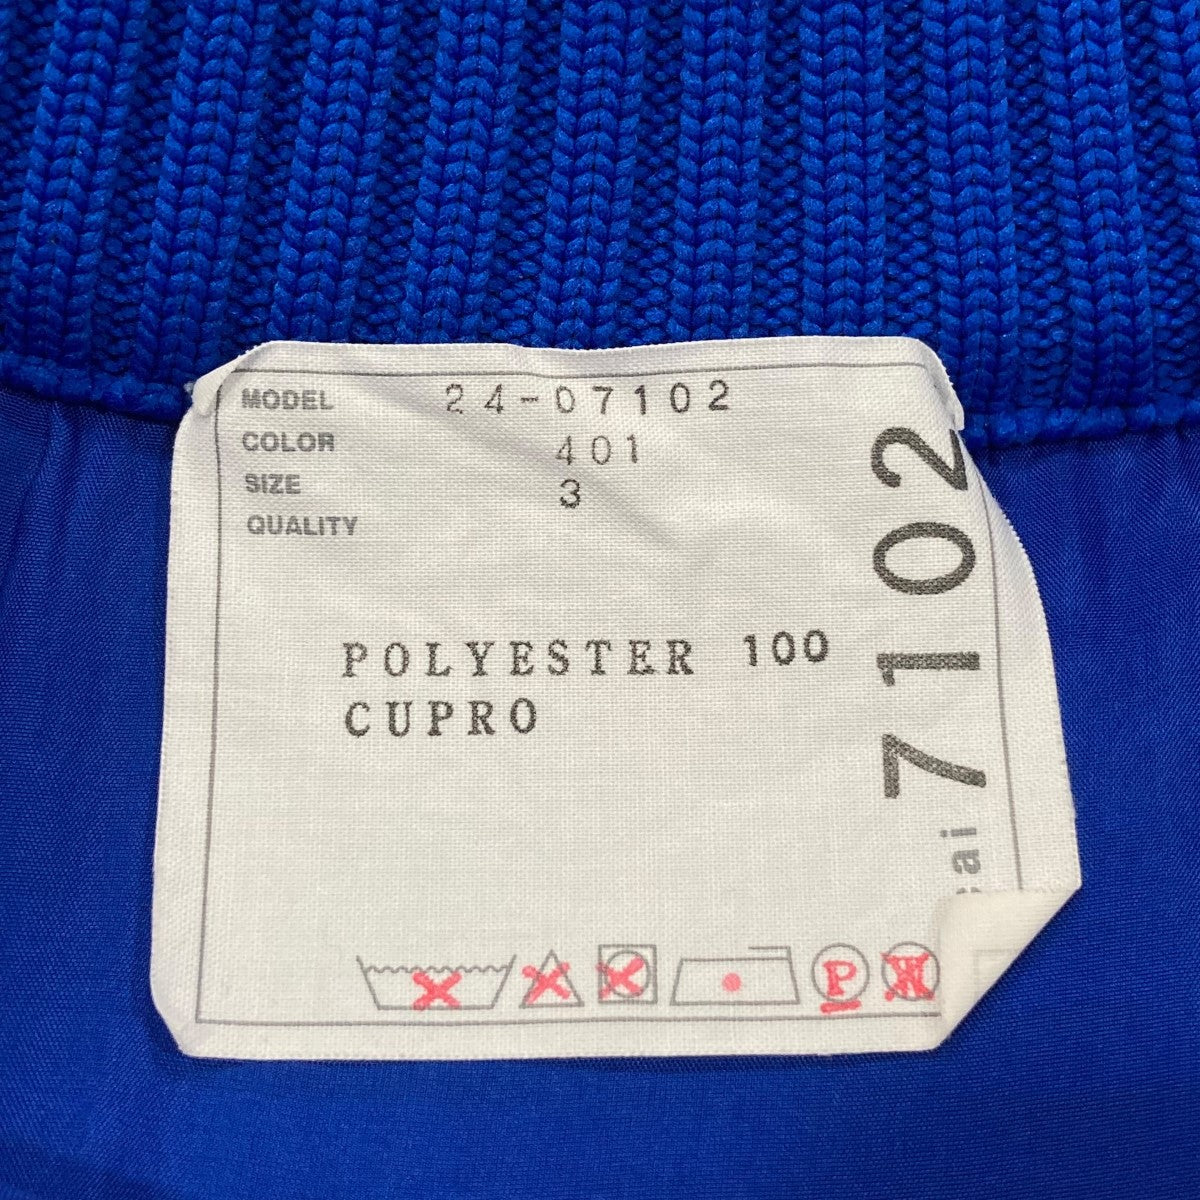 MODEL 24-07102
COLOR 401
SIZE 3
QUALITY
POLYESTER 100
CUPRO
7102
P